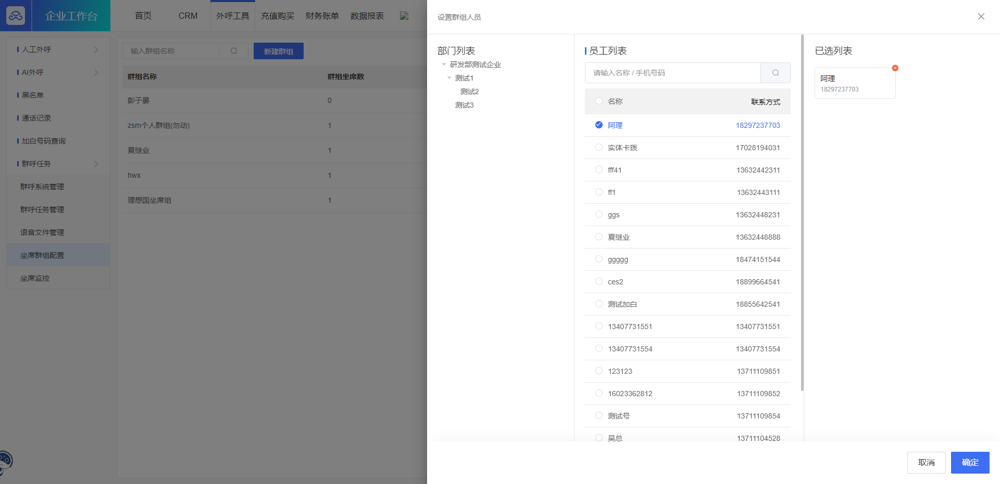 企业工作台
首页
CRM
外呼工具
充值购买
财务账单
数据报表
人工外呼
AI外呼
黑名单
通话记录
加白号码查询
群呼任务
群呼系统管理
群呼任务管理
语音文件管理
坐席群组配置
坐席监控
输入群组名称
新建群组
群组名称 群组坐席数
彭于晏 0
zsm个人群组(勿动) 1
夏继业 1
hwx 1
理想国坐席组 1
设置群组人员
部门列表
研发部测试企业
测试1
测试2
测试3
员工列表
请输入名称 / 手机号码
名称 联系方式
阿理 18297237703
实体卡拨 17028194031
fff41 13632442311
ff1 13632443111
ggs 13632448231
夏继业 13632448888
ggggg 18474151544
ces2 18899664541
测试加白 18855642541
13407731551 13407731551
13407731554 13407731554
123123 13711109851
16023362812 13711109852
测试号 13711109854
吴总 13711104528
已选列表
阿理
18297237703
取消
确定